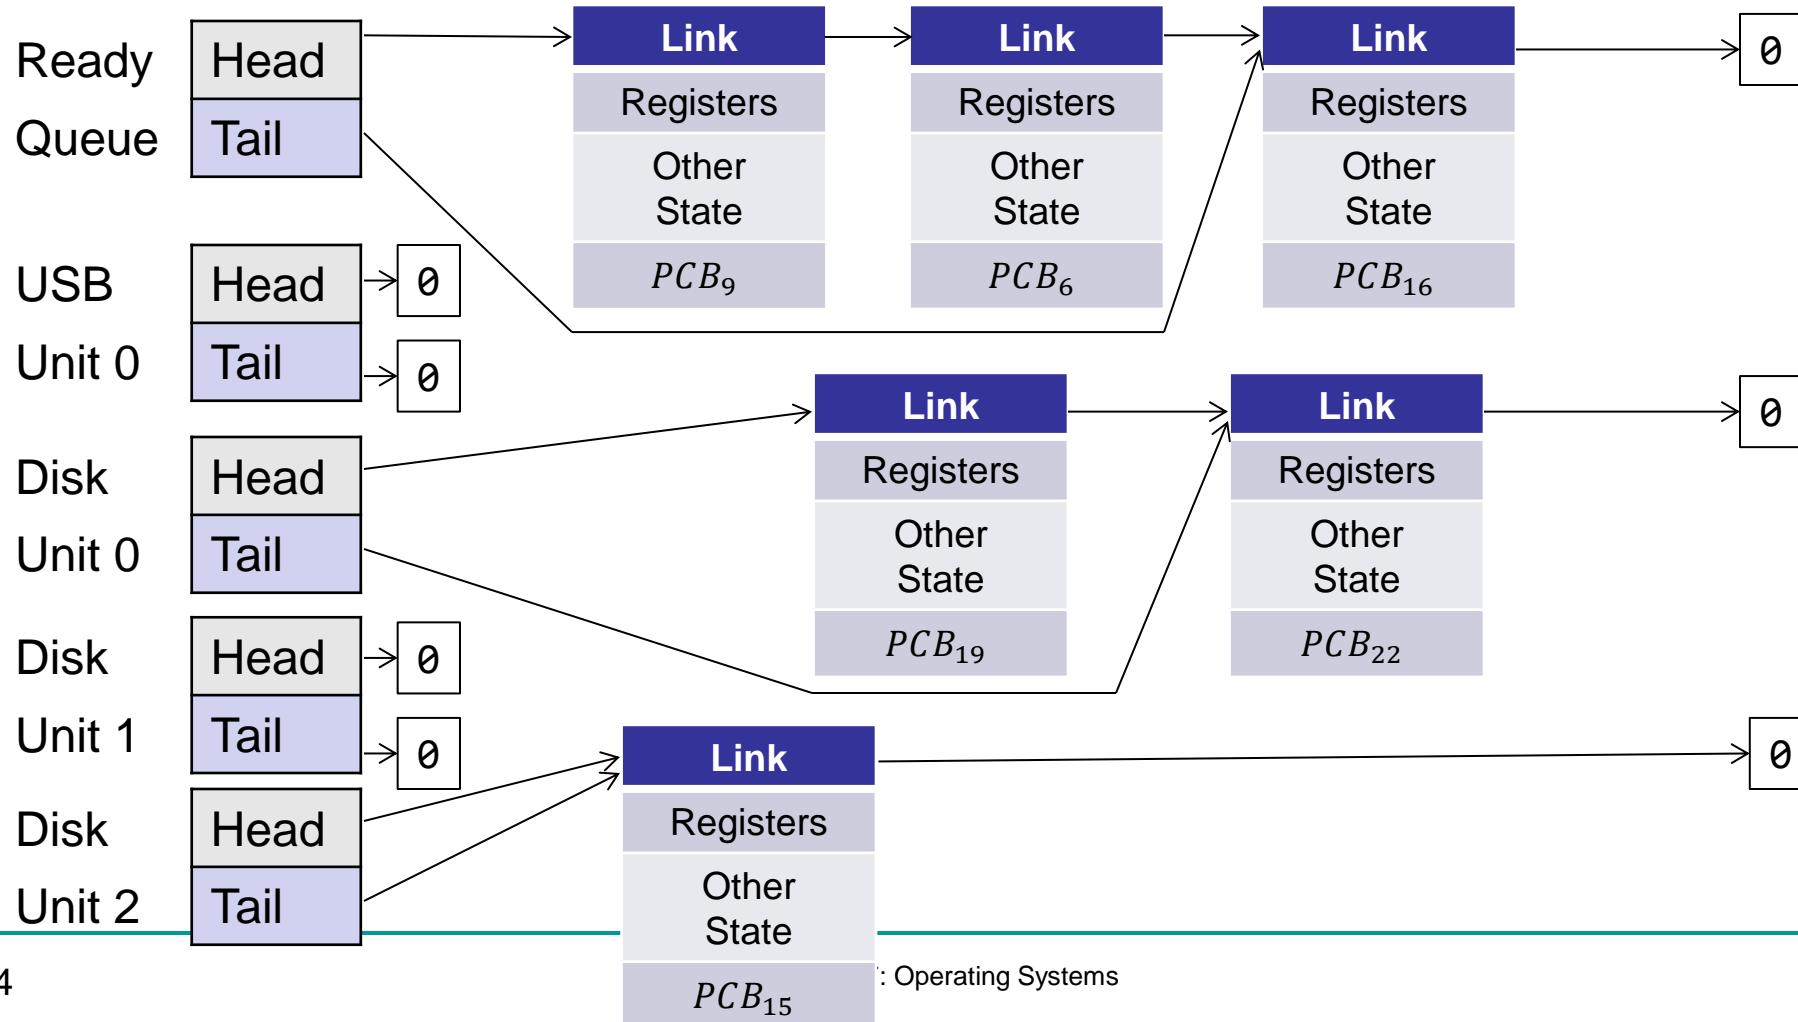 Ready
Queue
Head
Tail
Link
Registers
Other
State
PCB₉
Link
Registers
Other
State
PCB₆
Link
Registers
Other
State
PCB₁₆
0
USB
Unit 0
Head
Tail
0
0
Disk
Unit 0
Head
Tail
Link
Registers
Other
State
PCB₁₉
Link
Registers
Other
State
PCB₂₂
0
Disk
Unit 1
Head
Tail
0
0
Disk
Unit 2
Head
Tail
Link
Registers
Other
State
PCB₁₅
0
4
: Operating Systems